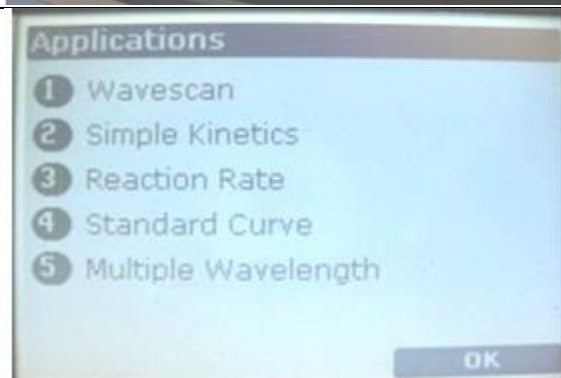 Applications
1 Wavescan
2 Simple Kinetics
3 Reaction Rate
4 Standard Curve
5 Multiple Wavelength
OK